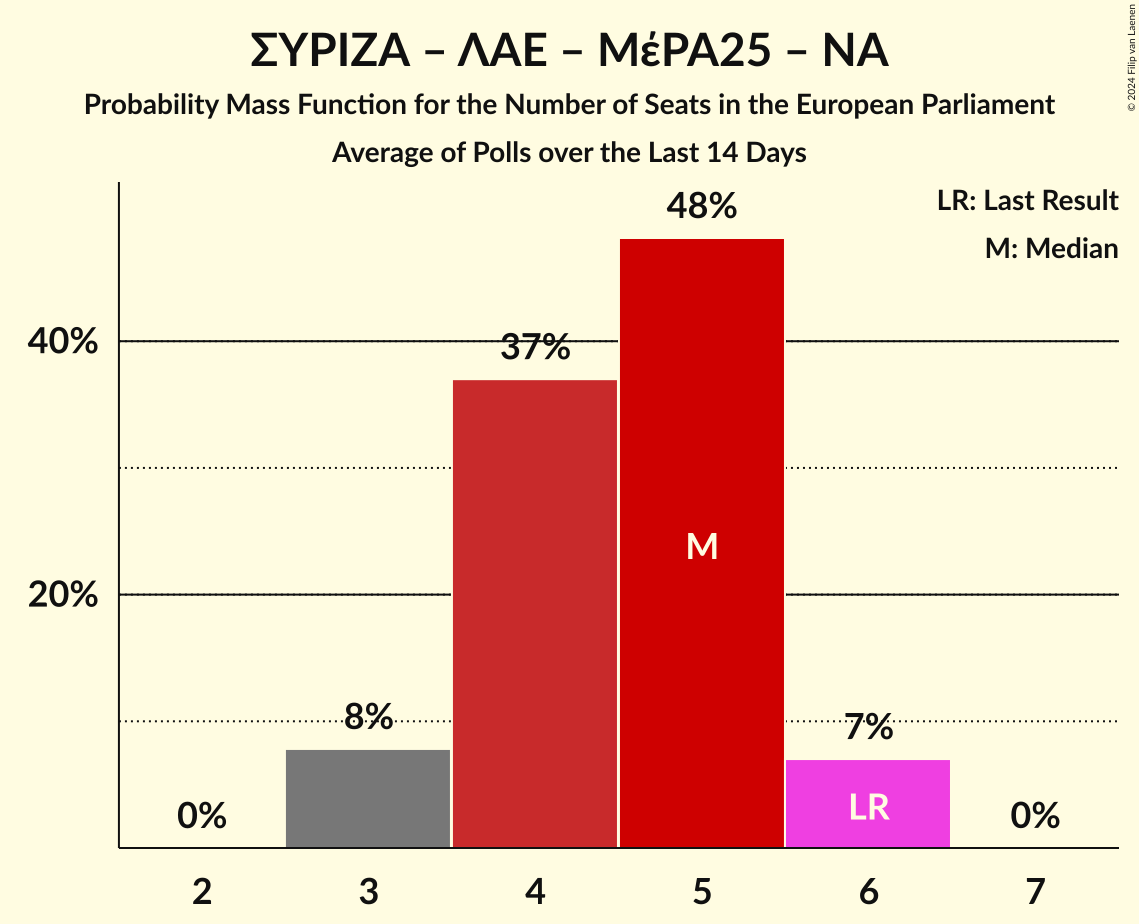 ΣΥΡΙΖΑ – ΛΑΕ – ΜέΡΑ25 – ΝΑ
Probability Mass Function for the Number of Seats in the European Parliament
Average of Polls over the Last 14 Days
© 2024 Filip van Laenen
LR: Last Result
M: Median
48%
40%
37%
M
20%
8%
7%
LR
0%
0%
2 3 4 5 6 7